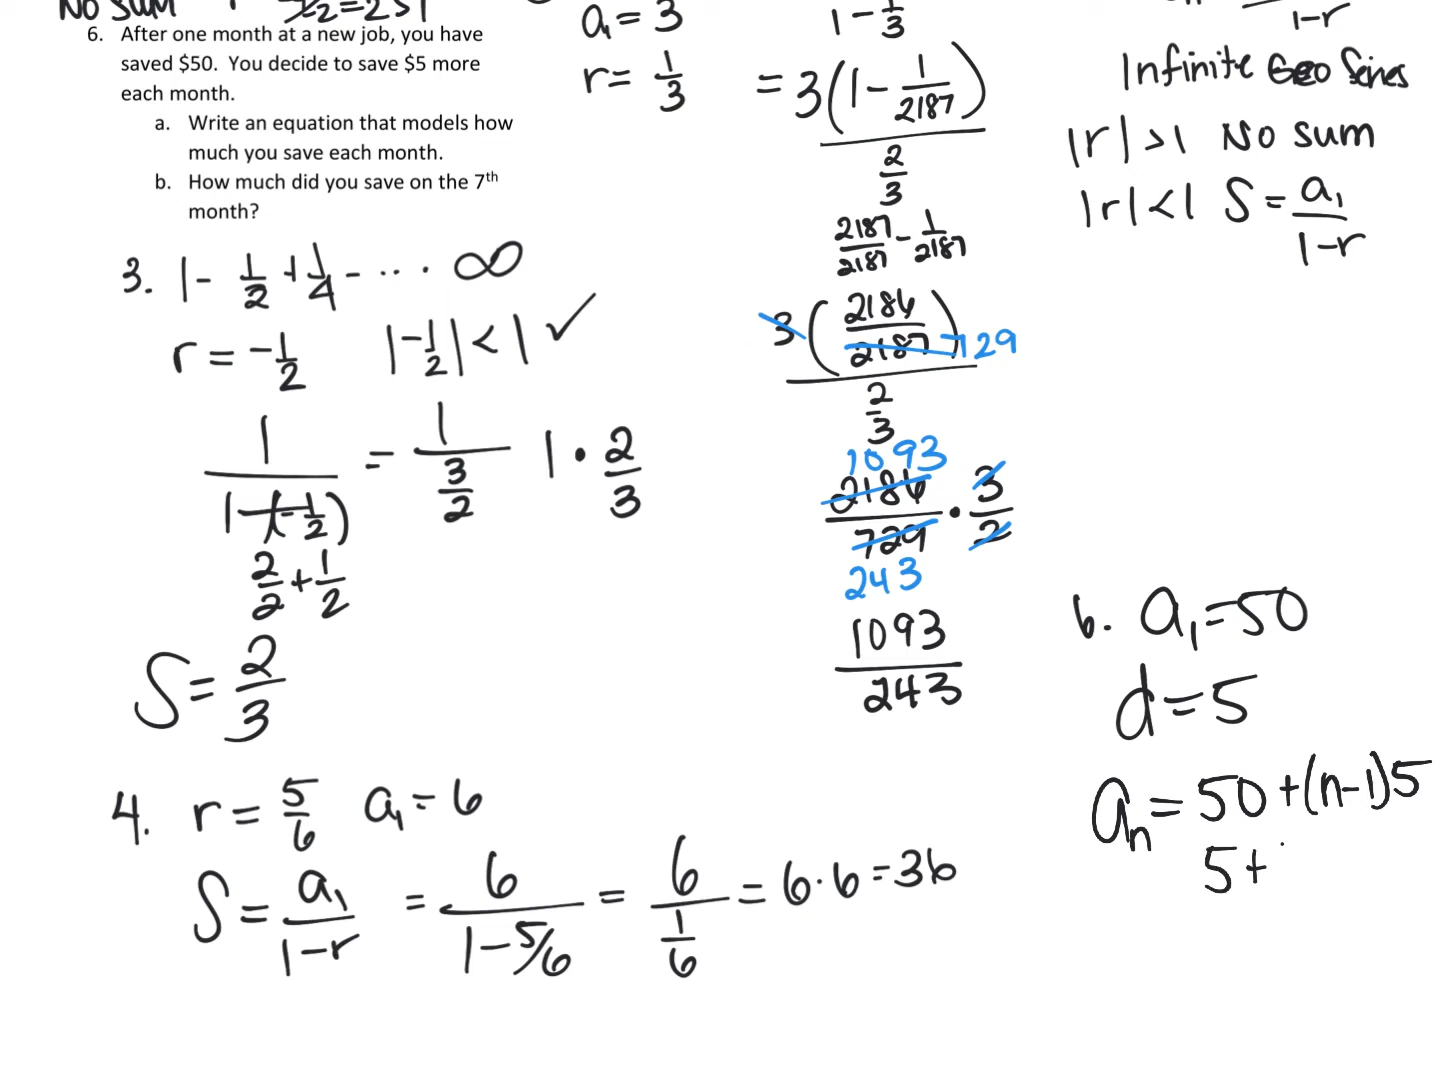 No sum
6. After one month at a new job, you have
saved $50. You decide to save $5 more
each month.
a. Write an equation that models how
much you save each month.
b. How much did you save on the 7th
month?
3. 1 - 1/2 + 1/4 - ... ∞
r = -1/2 |-1/2| < 1 ✓
1/(1-(-1/2)) = 1/(3/2) 1 · 2/3
2/2 + 1/2
S = 2/3
4. r = 5/6 a₁ = 6
S = a₁/(1-r) = 6/(1-5/6) = 6/(1/6) = 6·6 = 36
a₁ = 3
r = 1/3
1 - 1/3
= 3(1 - 1/2187)/(2/3)
2187/2187 - 1/2187
3(2186/2187)/(2/3) 729
1093
2186/729 · 3/2
243
1093/243
1-r
Infinite Geo Series
|r| > 1 No sum
|r| < 1 S = a₁/(1-r)
6. a₁ = 50
d = 5
aₙ = 50 + (n-1)5
5 +